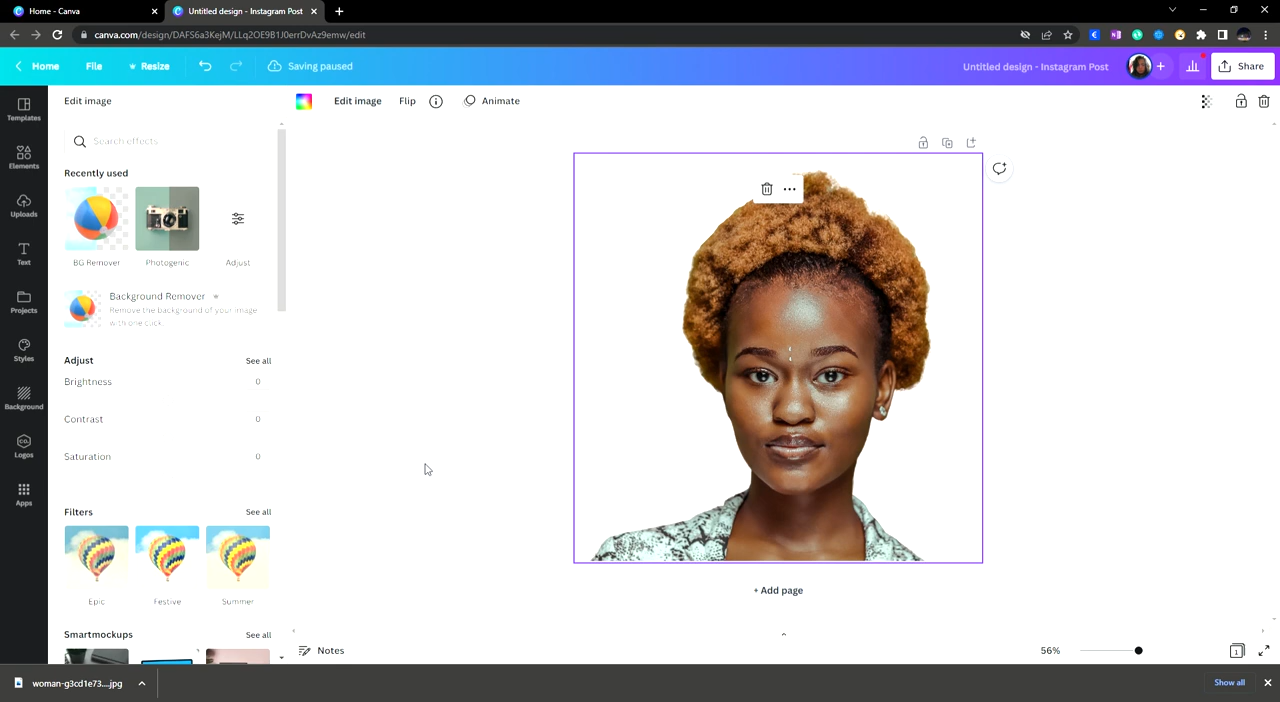 Home - Canva
Untitled design - Instagram Post
canva.com/design/DAFS6a3KejM/LLq2OE9B1J0errDvAz9emw/edit
Home
File
Resize
Saving paused
Untitled design - Instagram Post
Share
Templates
Elements
Uploads
Text
Projects
Styles
Background
CO.
Logos
Apps
Edit image
Edit image
Flip
Animate
Search effects
Recently used
BG Remover
Photogenic
Adjust
Background Remover
Remove the background of your image
with one click.
Adjust
See all
Brightness
0
Contrast
0
Saturation
0
Filters
See all
Epic
Festive
Summer
Smartmockups
See all
+ Add page
Notes
56%
1
woman-g3cd1e73....jpg
Show all